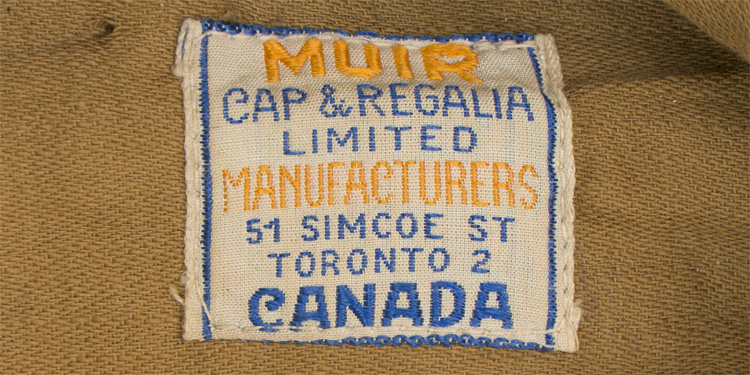 MUIR
CAP & REGALIA
LIMITED
MANUFACTURERS
51 SIMCOE ST
TORONTO 2
CANADA